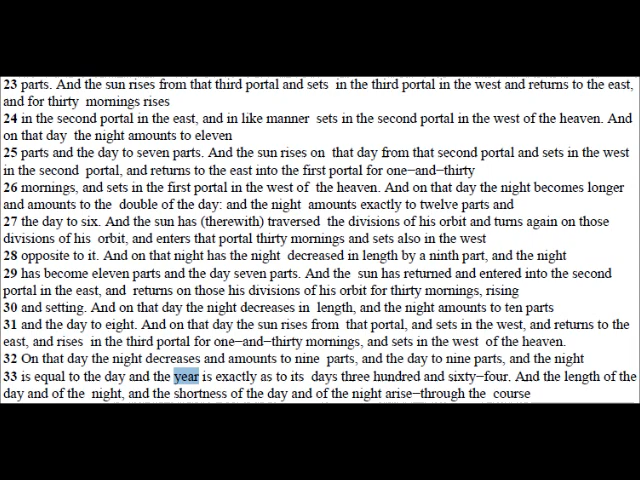 23 parts. And the sun rises from that third portal and sets in the third portal in the west and returns to the east,
and for thirty mornings rises
24 in the second portal in the east, and in like manner sets in the second portal in the west of the heaven. And
on that day the night amounts to eleven
25 parts and the day to seven parts. And the sun rises on that day from that second portal and sets in the west
in the second portal, and returns to the east into the first portal for one-and-thirty
26 mornings, and sets in the first portal in the west of the heaven. And on that day the night becomes longer
and amounts to the double of the day: and the night amounts exactly to twelve parts and
27 the day to six. And the sun has (therewith) traversed the divisions of his orbit and turns again on those
divisions of his orbit, and enters that portal thirty mornings and sets also in the west
28 opposite to it. And on that night has the night decreased in length by a ninth part, and the night
29 has become eleven parts and the day seven parts. And the sun has returned and entered into the second
portal in the east, and returns on those his divisions of his orbit for thirty mornings, rising
30 and setting. And on that day the night decreases in length, and the night amounts to ten parts
31 and the day to eight. And on that day the sun rises from that portal, and sets in the west, and returns to the
east, and rises in the third portal for one-and-thirty mornings, and sets in the west of the heaven.
32 On that day the night decreases and amounts to nine parts, and the day to nine parts, and the night
33 is equal to the day and the year is exactly as to its days three hundred and sixty-four. And the length of the
day and of the night, and the shortness of the day and of the night arise-through the course